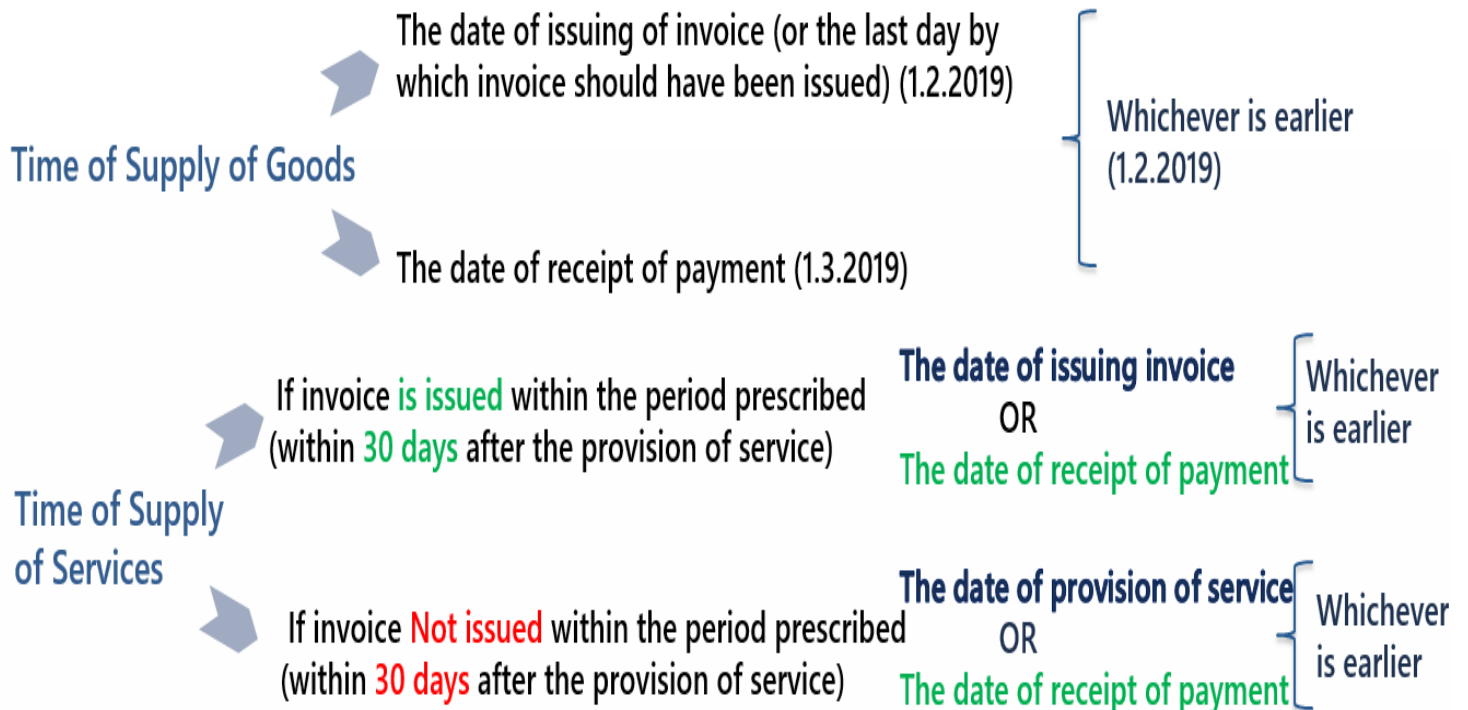 The date of issuing of invoice (or the last day by
which invoice should have been issued) (1.2.2019)
Whichever is earlier
(1.2.2019)
Time of Supply of Goods
The date of receipt of payment (1.3.2019)
If invoice is issued within the period prescribed
(within 30 days after the provision of service)
The date of issuing invoice
OR
The date of receipt of payment
Whichever
is earlier
Time of Supply
of Services
If invoice Not issued within the period prescribed
(within 30 days after the provision of service)
The date of provision of service
OR
The date of receipt of payment
Whichever
is earlier